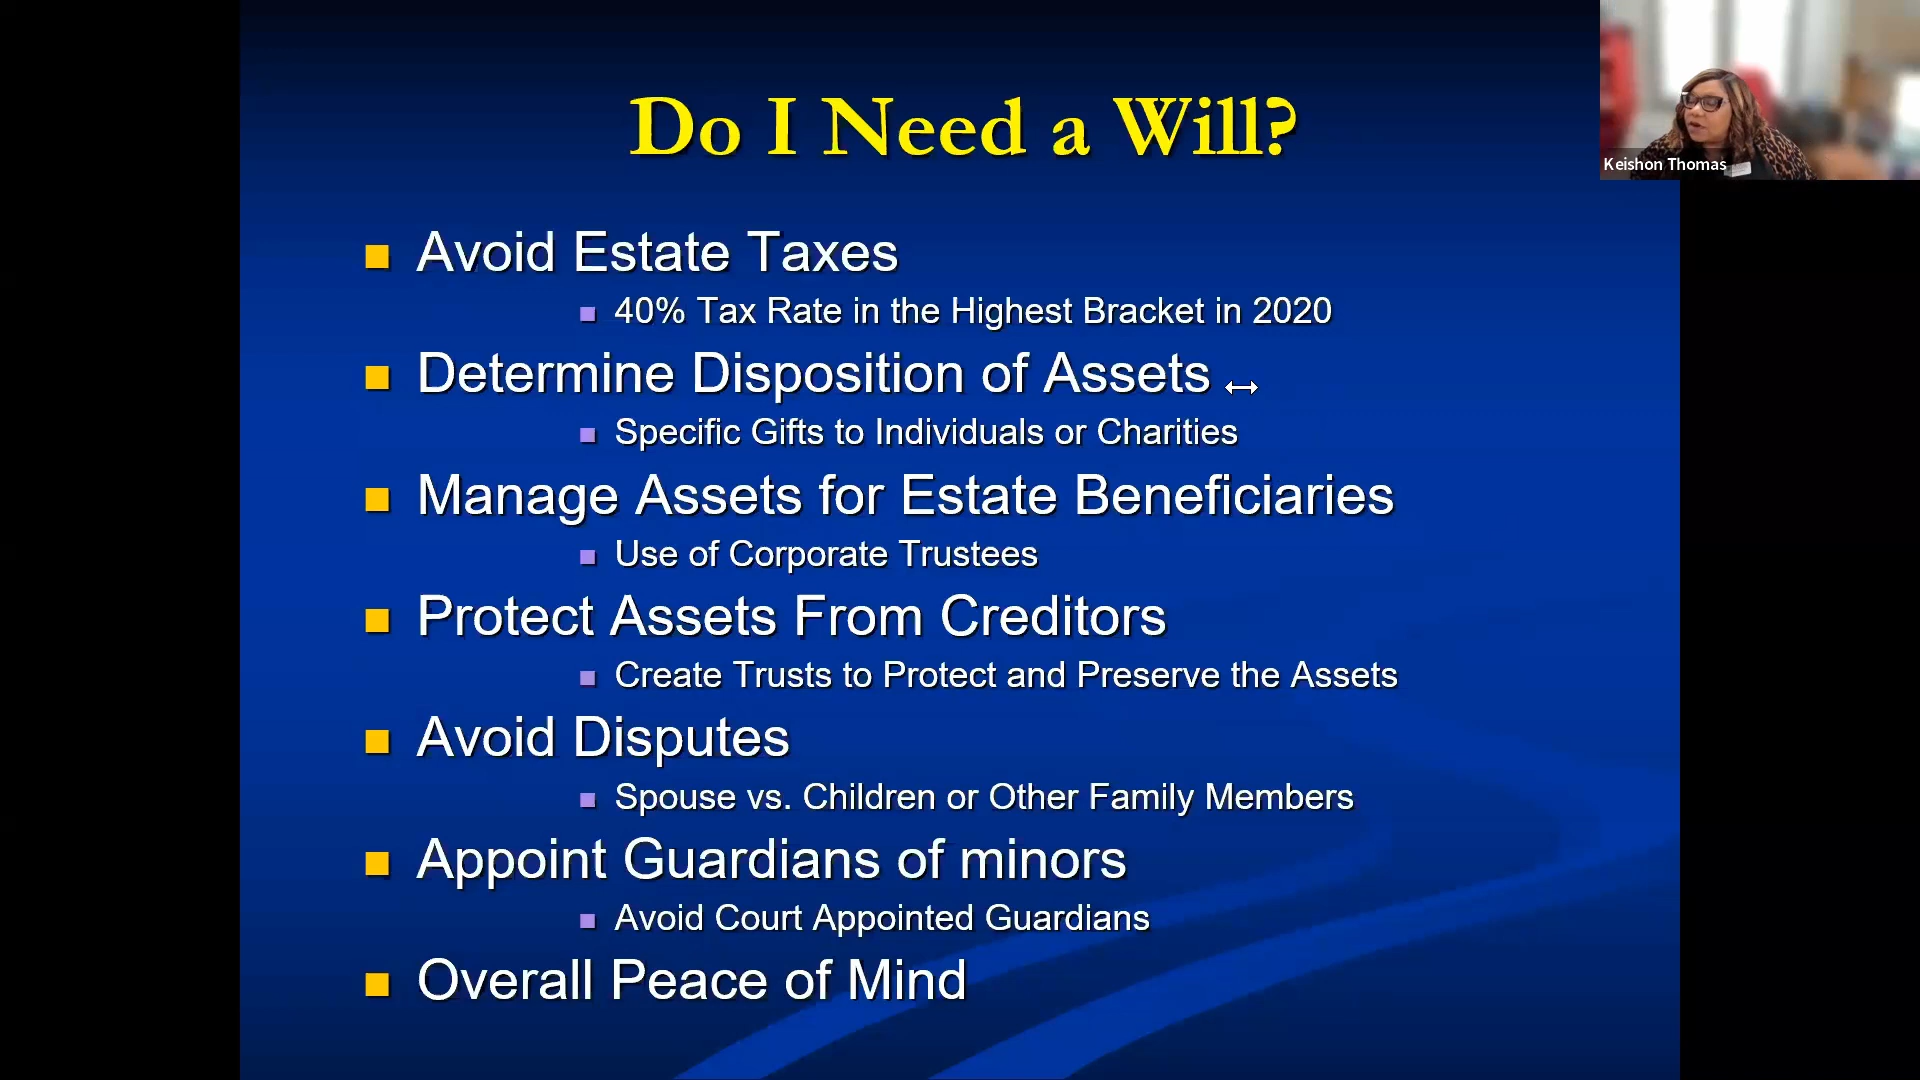 Do I Need a Will?
Keishon Thomas
Avoid Estate Taxes
40% Tax Rate in the Highest Bracket in 2020
Determine Disposition of Assets
Specific Gifts to Individuals or Charities
Manage Assets for Estate Beneficiaries
Use of Corporate Trustees
Protect Assets From Creditors
Create Trusts to Protect and Preserve the Assets
Avoid Disputes
Spouse vs. Children or Other Family Members
Appoint Guardians of minors
Avoid Court Appointed Guardians
Overall Peace of Mind